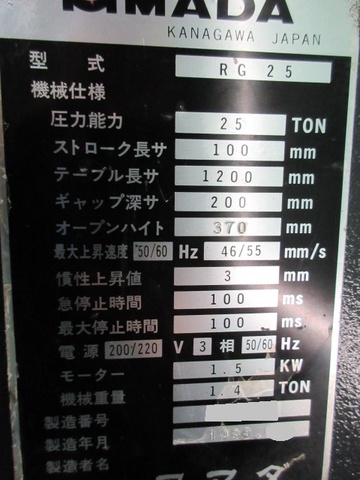 AMADA
KANAGAWA JAPAN
型式 RG25
機械仕様
圧力能力 25 TON
ストローク長サ 100 mm
テーブル長サ 1200 mm
ギャップ深サ 200 mm
オープンハイト 370 mm
最大上昇速度 50/60 Hz 46/55 mm/s
慣性上昇値 3 mm
急停止時間 100 ms
最大停止時間 100 ms
電源 200/220 V 3 相 50/60 Hz
モーター 1.5 KW
機械重量 1.4 TON
製造番号
製造年月
製造者名